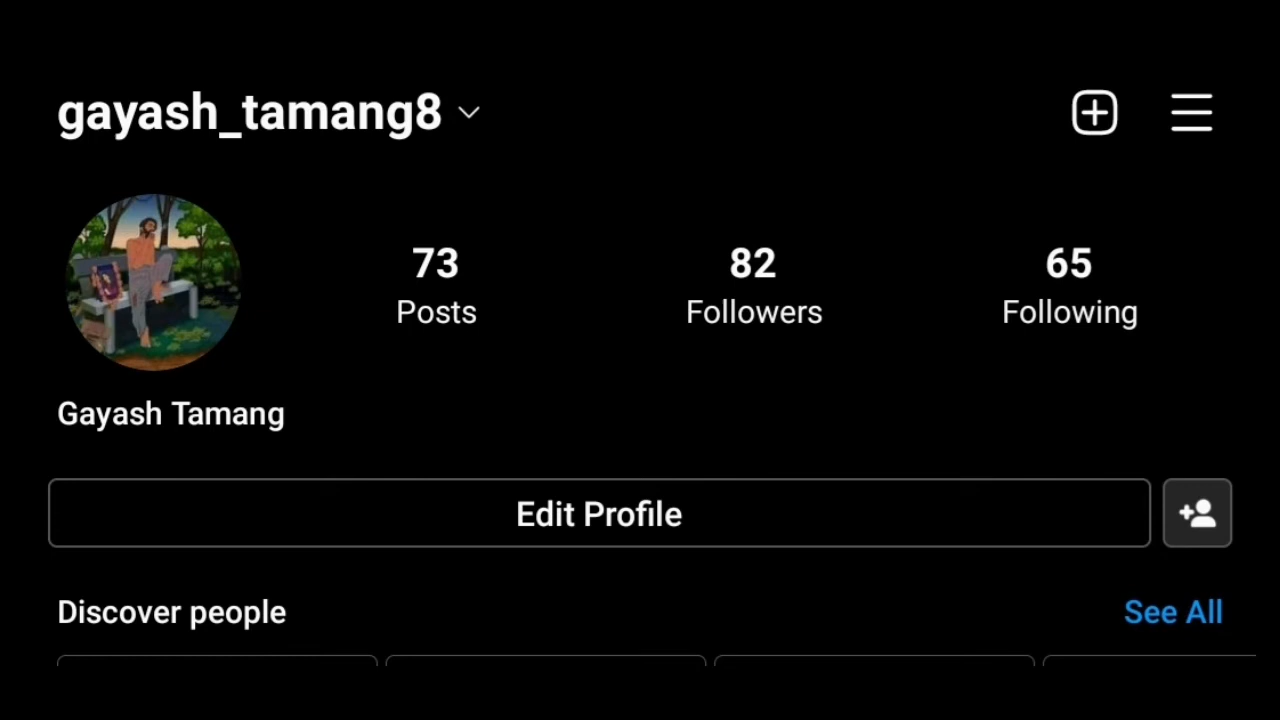 gayash_tamang8
73 82 65
Posts Followers Following
Gayash Tamang
Edit Profile
Discover people See All